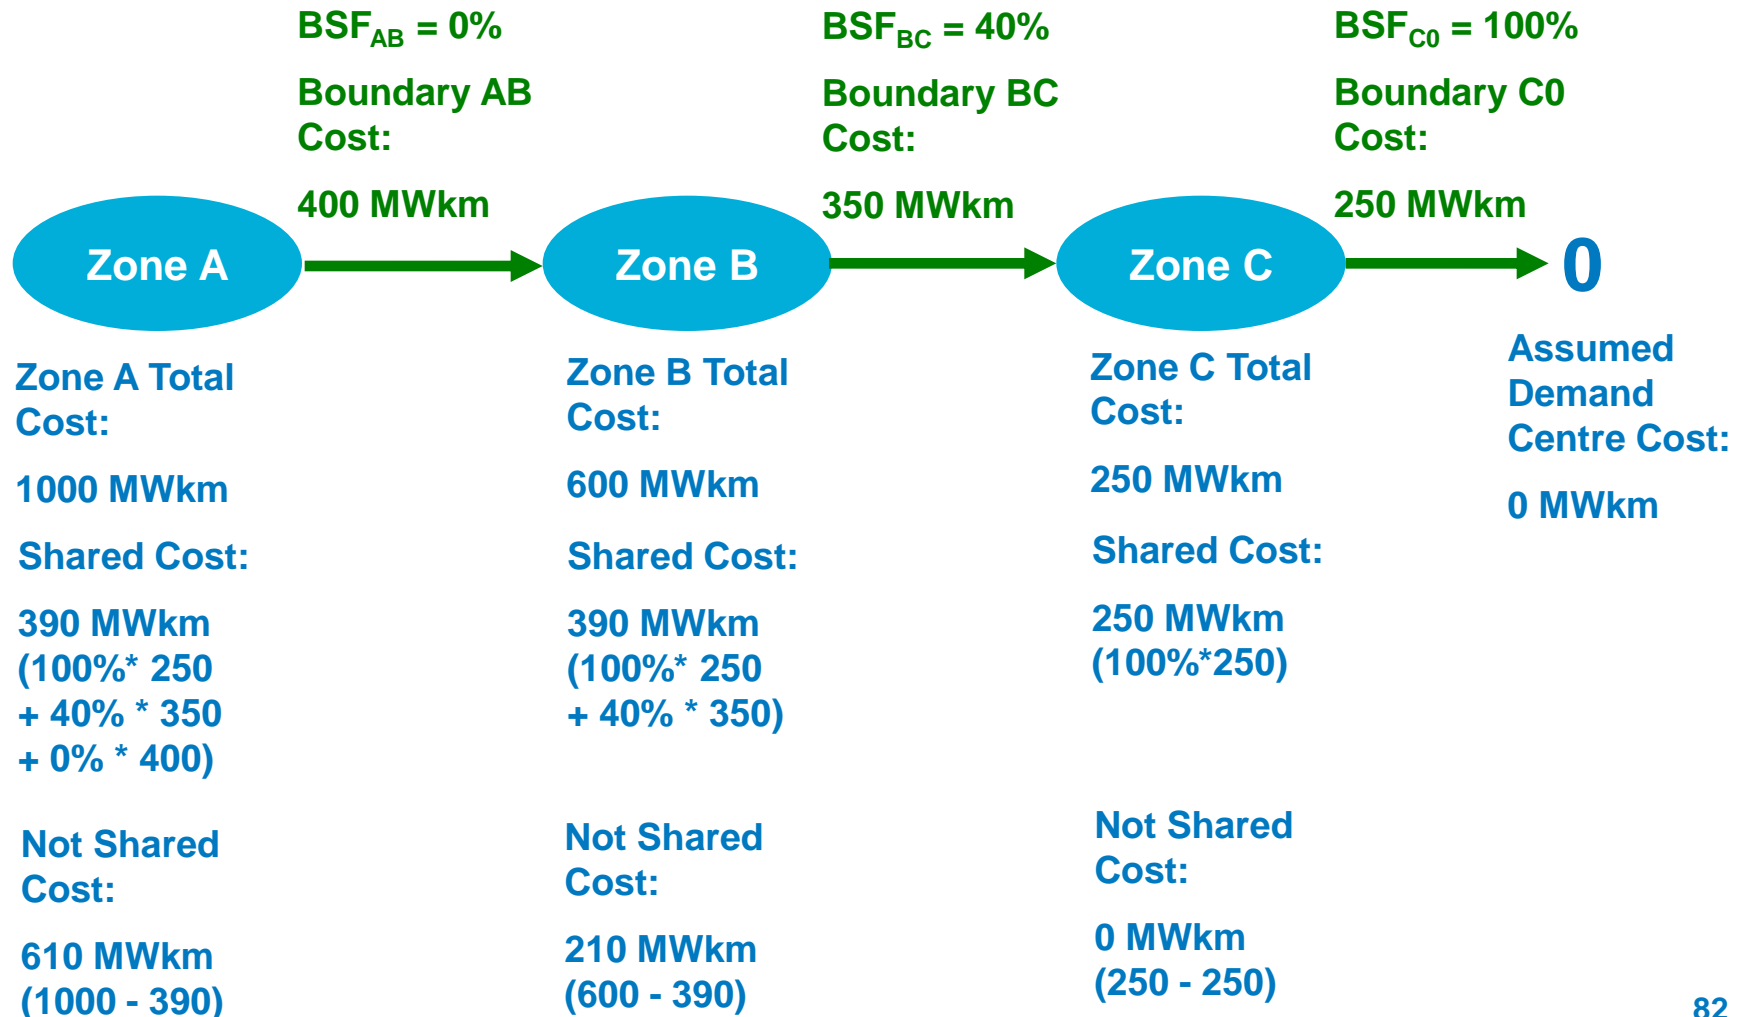 BSFAB = 0%
Boundary AB
Cost:
400 MWkm
BSFBC = 40%
Boundary BC
Cost:
350 MWkm
BSFC0 = 100%
Boundary C0
Cost:
250 MWkm
Zone A
Zone B
Zone C
0
Zone A Total
Cost:
1000 MWkm
Shared Cost:
390 MWkm
(100%* 250
+ 40% * 350
+ 0% * 400)
Not Shared
Cost:
610 MWkm
(1000 - 390)
Zone B Total
Cost:
600 MWkm
Shared Cost:
390 MWkm
(100%* 250
+ 40% * 350)
Not Shared
Cost:
210 MWkm
(600 - 390)
Zone C Total
Cost:
250 MWkm
Shared Cost:
250 MWkm
(100%*250)
Not Shared
Cost:
0 MWkm
(250 - 250)
Assumed
Demand
Centre Cost:
0 MWkm
82